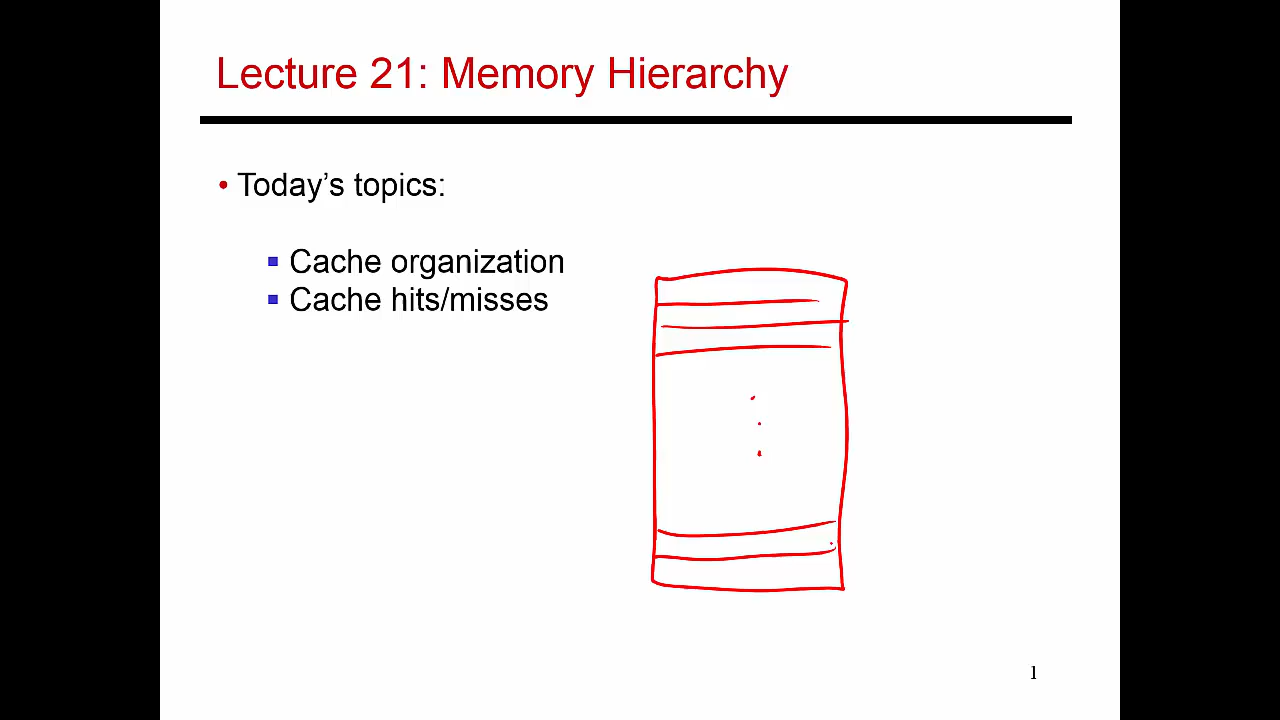 Lecture 21: Memory Hierarchy
• Today's topics:
▪ Cache organization
▪ Cache hits/misses
1